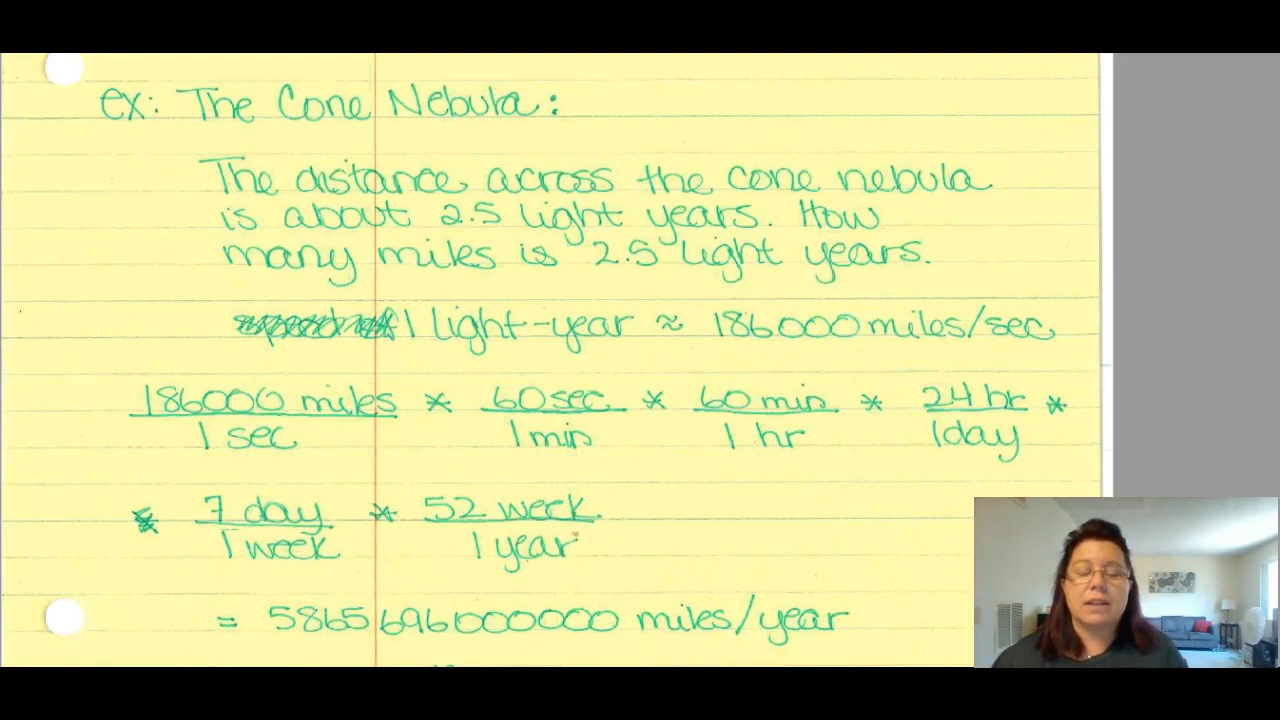 ex: The Cone Nebula:
The distance across the cone nebula
is about 2.5 light years. How
many miles is 2.5 light years.
1 light-year ≈ 186000 miles/sec
186000 miles/1 sec * 60 sec/1 min * 60 min/1 hr * 24 hr/1 day *
* 7 day/1 week * 52 week/1 year
= 5865696000000 miles/year